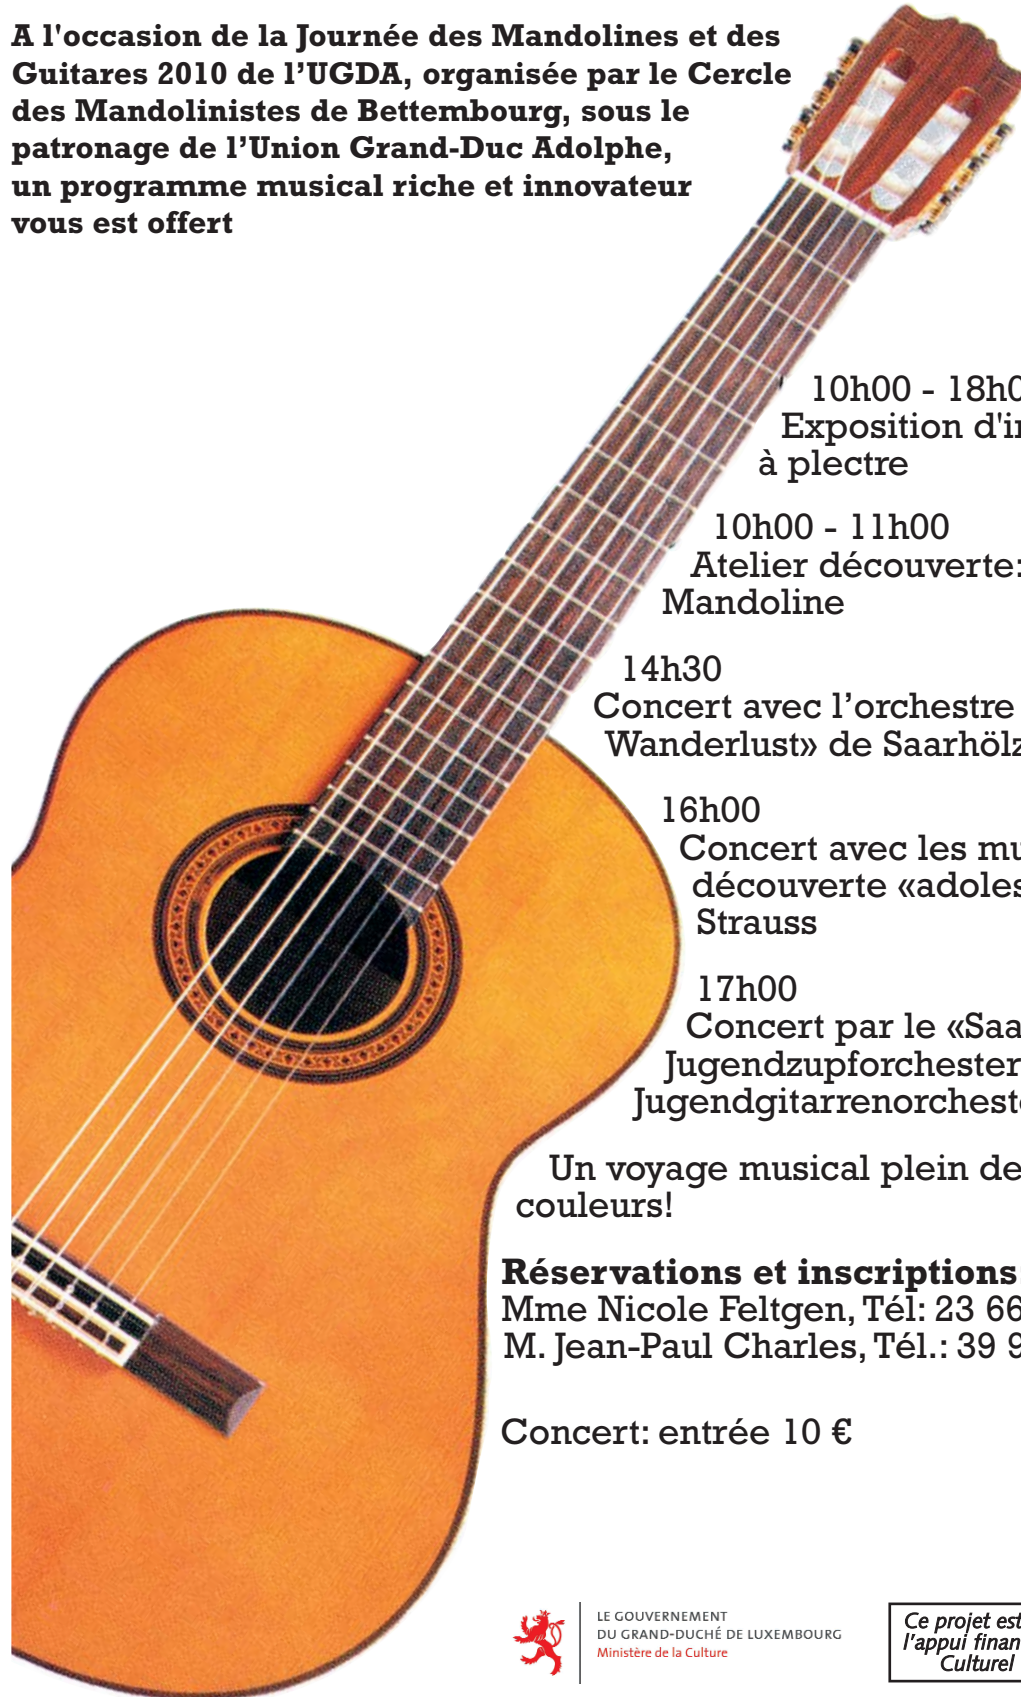 A l'occasion de la Journée des Mandolines et des
Guitares 2010 de l’UGDA, organisée par le Cercle
des Mandolinistes de Bettembourg, sous le
patronage de l’Union Grand-Duc Adolphe,
un programme musical riche et innovateur
vous est offert
10h00 - 18h0
Exposition
à plectre
10h00 - 11h00
Atelier découverte:
Mandoline
14h30
Concert avec l’orchestre
Wanderlust» de
16h00
Concert avec les
découverte
Strauss
17h00
Concert par le
Jugendzupforchester
Un voyage musical plein de
couleurs!
Réservations et inscriptions
Mme Nicole Feltgen, Tél: 23 66
M. Jean-Paul Charles, Tél.: 39 9
Concert: entrée 10 €
LE GOUVERNEMENT
DU GRAND-DUCHÉ DE LUXEMBOURG
Ministère de la Culture
Ce projet est
l'appui
Culturel